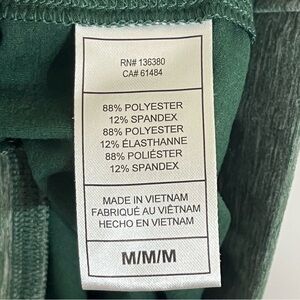 RN# 136380
CA# 61484
88% POLYESTER
12% SPANDEX
88% POLYESTER
12% ÉLASTHANNE
88% POLIÉSTER
12% SPANDEX
MADE IN VIETNAM
FABRIQUÉ AU VIÊTNAM
HECHO EN VIETNAM
M/M/M